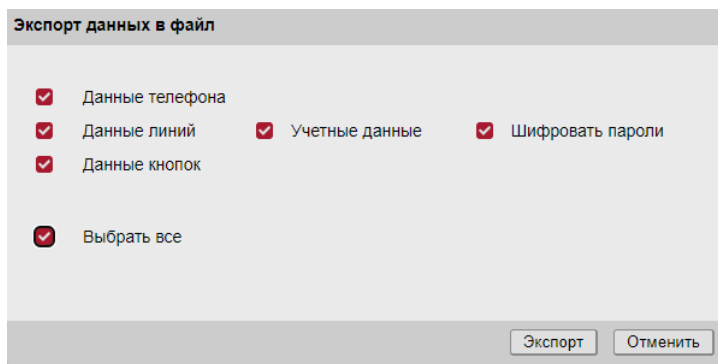 Экспорт данных в файл
Данные телефона
Данные линий Учетные данные Шифровать пароли
Данные кнопок
Выбрать все
Экспорт Отменить